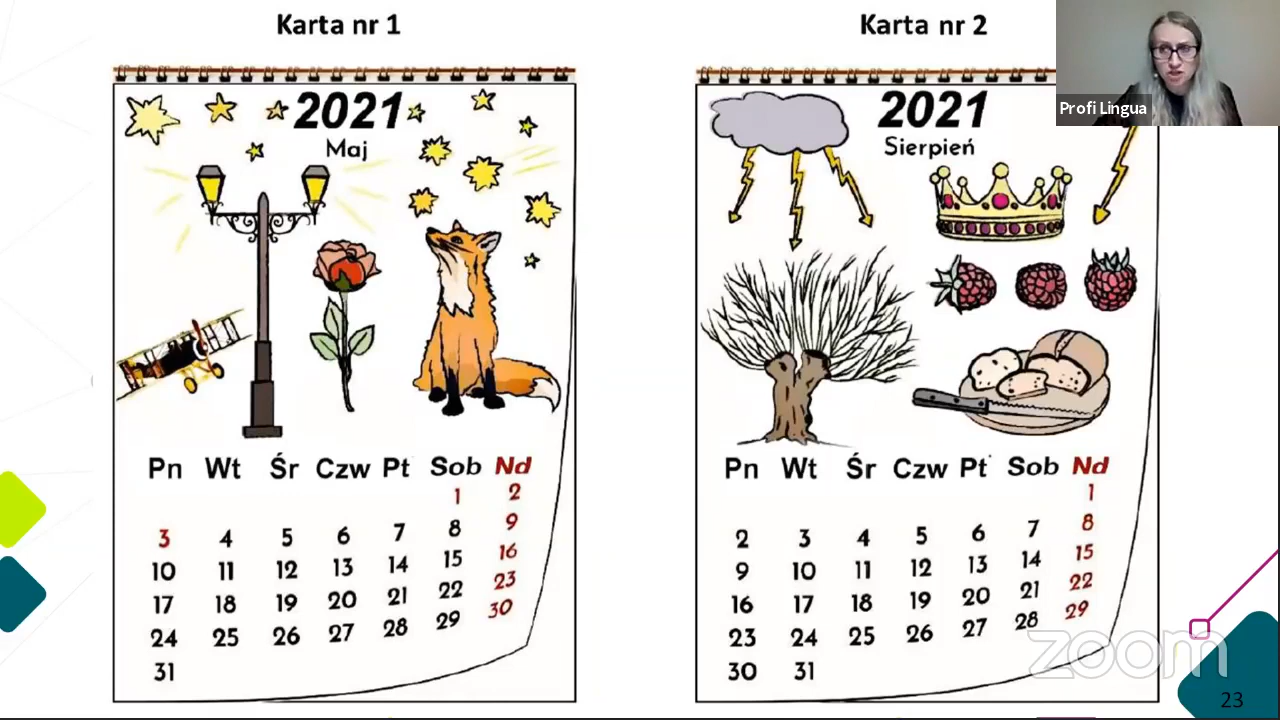 Karta nr 1
2021
Maj
Pn Wt Śr Czw Pt Sob Nd
1 2
3 4 5 6 7 8 9
10 11 12 13 14 15 16
17 18 19 20 21 22 23
24 25 26 27 28 29 30
31
Karta nr 2
2021
Sierpień
Pn Wt Śr Czw Pt Sob Nd
1
2 3 4 5 6 7 8
9 10 11 12 13 14 15
16 17 18 19 20 21 22
23 24 25 26 27 28 29
30 31
Profi Lingua
zoom
23